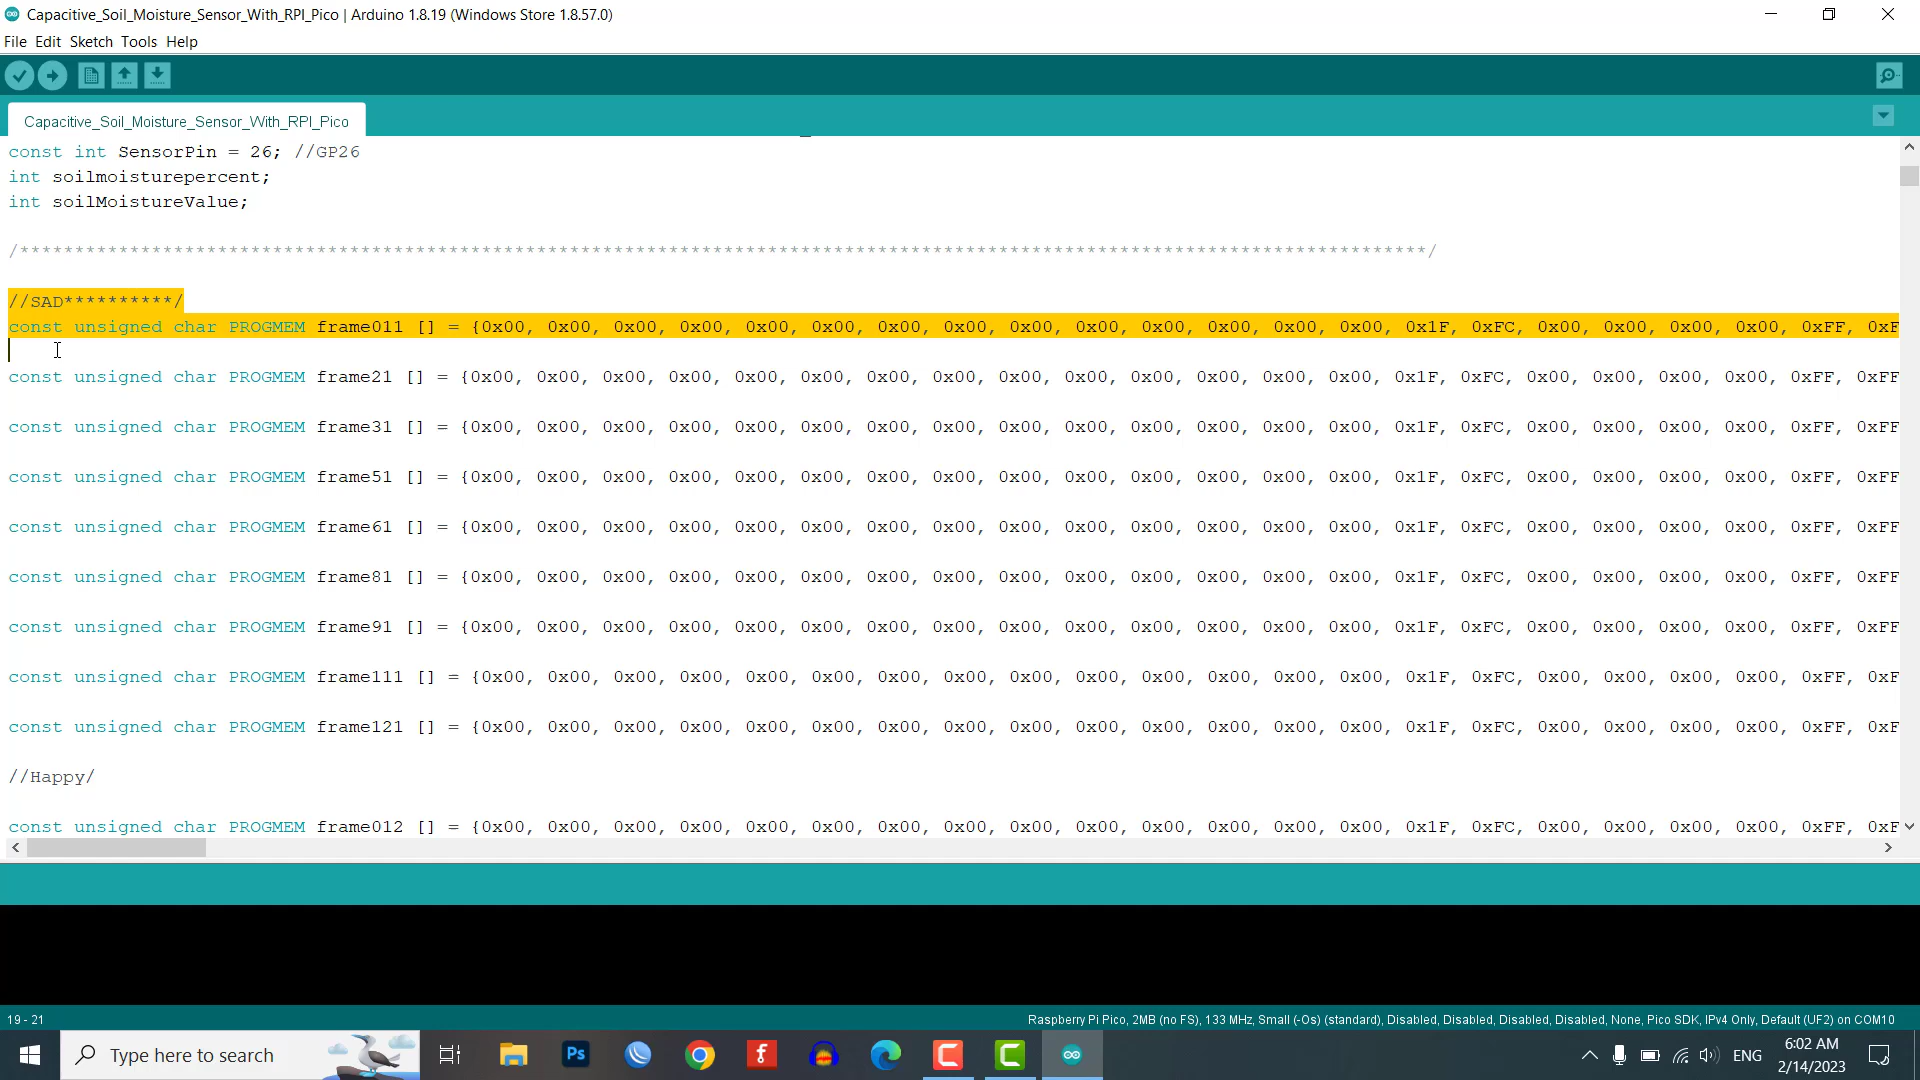 Capacitive_Soil_Moisture_Sensor_With_RPI_Pico | Arduino 1.8.19 (Windows Store 1.8.57.0)
File Edit Sketch Tools Help
Capacitive_Soil_Moisture_Sensor_With_RPI_Pico
const int SensorPin = 26; //GP26
int soilmoisturepercent;
int soilMoistureValue;
//SAD**********/
const unsigned char PROGMEM frame011 [] = {0x00, 0x00, 0x00, 0x00, 0x00, 0x00, 0x00, 0x00, 0x00, 0x00, 0x00, 0x00, 0x00, 0x00, 0x1F, 0xFC, 0x00, 0x00, 0x00, 0x00, 0xFF, 0xF
const unsigned char PROGMEM frame21 [] = {0x00, 0x00, 0x00, 0x00, 0x00, 0x00, 0x00, 0x00, 0x00, 0x00, 0x00, 0x00, 0x00, 0x00, 0x1F, 0xFC, 0x00, 0x00, 0x00, 0x00, 0xFF, 0xFF
const unsigned char PROGMEM frame31 [] = {0x00, 0x00, 0x00, 0x00, 0x00, 0x00, 0x00, 0x00, 0x00, 0x00, 0x00, 0x00, 0x00, 0x00, 0x1F, 0xFC, 0x00, 0x00, 0x00, 0x00, 0xFF, 0xFF
const unsigned char PROGMEM frame51 [] = {0x00, 0x00, 0x00, 0x00, 0x00, 0x00, 0x00, 0x00, 0x00, 0x00, 0x00, 0x00, 0x00, 0x00, 0x1F, 0xFC, 0x00, 0x00, 0x00, 0x00, 0xFF, 0xFF
const unsigned char PROGMEM frame61 [] = {0x00, 0x00, 0x00, 0x00, 0x00, 0x00, 0x00, 0x00, 0x00, 0x00, 0x00, 0x00, 0x00, 0x00, 0x1F, 0xFC, 0x00, 0x00, 0x00, 0x00, 0xFF, 0xFF
const unsigned char PROGMEM frame81 [] = {0x00, 0x00, 0x00, 0x00, 0x00, 0x00, 0x00, 0x00, 0x00, 0x00, 0x00, 0x00, 0x00, 0x00, 0x1F, 0xFC, 0x00, 0x00, 0x00, 0x00, 0xFF, 0xFF
const unsigned char PROGMEM frame91 [] = {0x00, 0x00, 0x00, 0x00, 0x00, 0x00, 0x00, 0x00, 0x00, 0x00, 0x00, 0x00, 0x00, 0x00, 0x1F, 0xFC, 0x00, 0x00, 0x00, 0x00, 0xFF, 0xFF
const unsigned char PROGMEM frame111 [] = {0x00, 0x00, 0x00, 0x00, 0x00, 0x00, 0x00, 0x00, 0x00, 0x00, 0x00, 0x00, 0x00, 0x00, 0x1F, 0xFC, 0x00, 0x00, 0x00, 0x00, 0xFF, 0xF
const unsigned char PROGMEM frame121 [] = {0x00, 0x00, 0x00, 0x00, 0x00, 0x00, 0x00, 0x00, 0x00, 0x00, 0x00, 0x00, 0x00, 0x00, 0x1F, 0xFC, 0x00, 0x00, 0x00, 0x00, 0xFF, 0xF
//Happy/
const unsigned char PROGMEM frame012 [] = {0x00, 0x00, 0x00, 0x00, 0x00, 0x00, 0x00, 0x00, 0x00, 0x00, 0x00, 0x00, 0x00, 0x00, 0x1F, 0xFC, 0x00, 0x00, 0x00, 0x00, 0xFF, 0xF
19 - 21
Raspberry Pi Pico, 2MB (no FS), 133 MHz, Small (-Os) (standard), Disabled, Disabled, Disabled, Disabled, None, Pico SDK, IPv4 Only, Default (UF2) on COM10
Type here to search
Ps
ENG
6:02 AM
2/14/2023